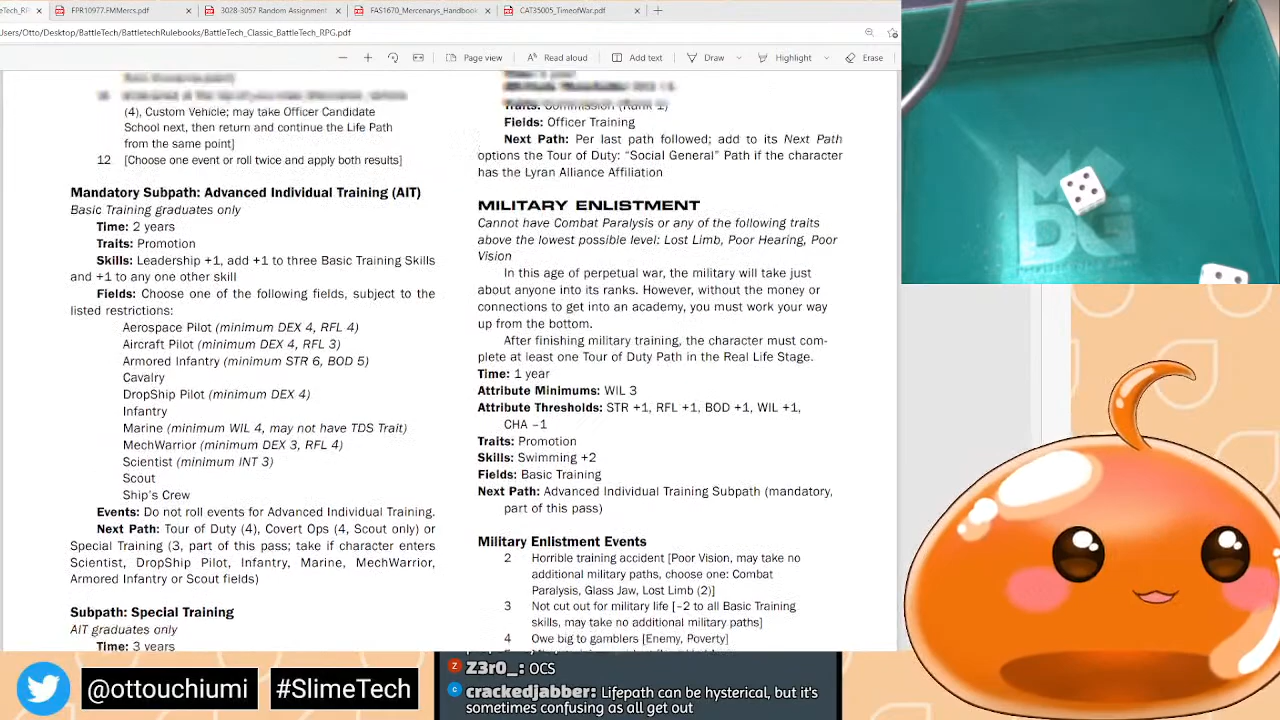 eTech_RPG.p
FPR10977.FMMercs.pdf
3028-3057 Random Assignment
FAS1670_Mercenarys_Handbook
CAT35005_TimeofWar.pdf
Users/Otto/Desktop/BattleTech/BattletechRulebooks/BattleTech_Classic_BattleTech_RPG.pdf
Page view
Read aloud
Add text
Draw
Highlight
Erase
(4), Custom Vehicle; may take Officer Candidate
School next, then return and continue the Life Path
from the same point]
12 [Choose one event or roll twice and apply both results]
Mandatory Subpath: Advanced Individual Training (AIT)
Basic Training graduates only
Time: 2 years
Traits: Promotion
Skills: Leadership +1, add +1 to three Basic Training Skills
and +1 to any one other skill
Fields: Choose one of the following fields, subject to the
listed restrictions:
Aerospace Pilot (minimum DEX 4, RFL 4)
Aircraft Pilot (minimum DEX 4, RFL 3)
Armored Infantry (minimum STR 6, BOD 5)
Cavalry
DropShip Pilot (minimum DEX 4)
Infantry
Marine (minimum WIL 4, may not have TDS Trait)
MechWarrior (minimum DEX 3, RFL 4)
Scientist (minimum INT 3)
Scout
Ship's Crew
Events: Do not roll events for Advanced Individual Training.
Next Path: Tour of Duty (4), Covert Ops (4, Scout only) or
Special Training (3, part of this pass; take if character enters
Scientist, DropShip Pilot, Infantry, Marine, MechWarrior,
Armored Infantry or Scout fields)
Subpath: Special Training
AIT graduates only
Time: 3 years
Traits: Commission (Rank 1)
Fields: Officer Training
Next Path: Per last path followed; add to its Next Path
options the Tour of Duty: “Social General” Path if the character
has the Lyran Alliance Affiliation
MILITARY ENLISTMENT
Cannot have Combat Paralysis or any of the following traits
above the lowest possible level: Lost Limb, Poor Hearing, Poor
Vision
In this age of perpetual war, the military will take just
about anyone into its ranks. However, without the money or
connections to get into an academy, you must work your way
up from the bottom.
After finishing military training, the character must com-
plete at least one Tour of Duty Path in the Real Life Stage.
Time: 1 year
Attribute Minimums: WIL 3
Attribute Thresholds: STR +1, RFL +1, BOD +1, WIL +1,
CHA –1
Traits: Promotion
Skills: Swimming +2
Fields: Basic Training
Next Path: Advanced Individual Training Subpath (mandatory,
part of this pass)
Military Enlistment Events
2 Horrible training accident [Poor Vision, may take no
additional military paths, choose one: Combat
Paralysis, Glass Jaw, Lost Limb (2)]
3 Not cut out for military life [–2 to all Basic Training
skills, may take no additional military paths]
4 Owe big to gamblers [Enemy, Poverty]
@ottouchiumi
#SlimeTech
Z3r0_: OCS
crackedjabber: Lifepath can be hysterical, but it's
sometimes confusing as all get out